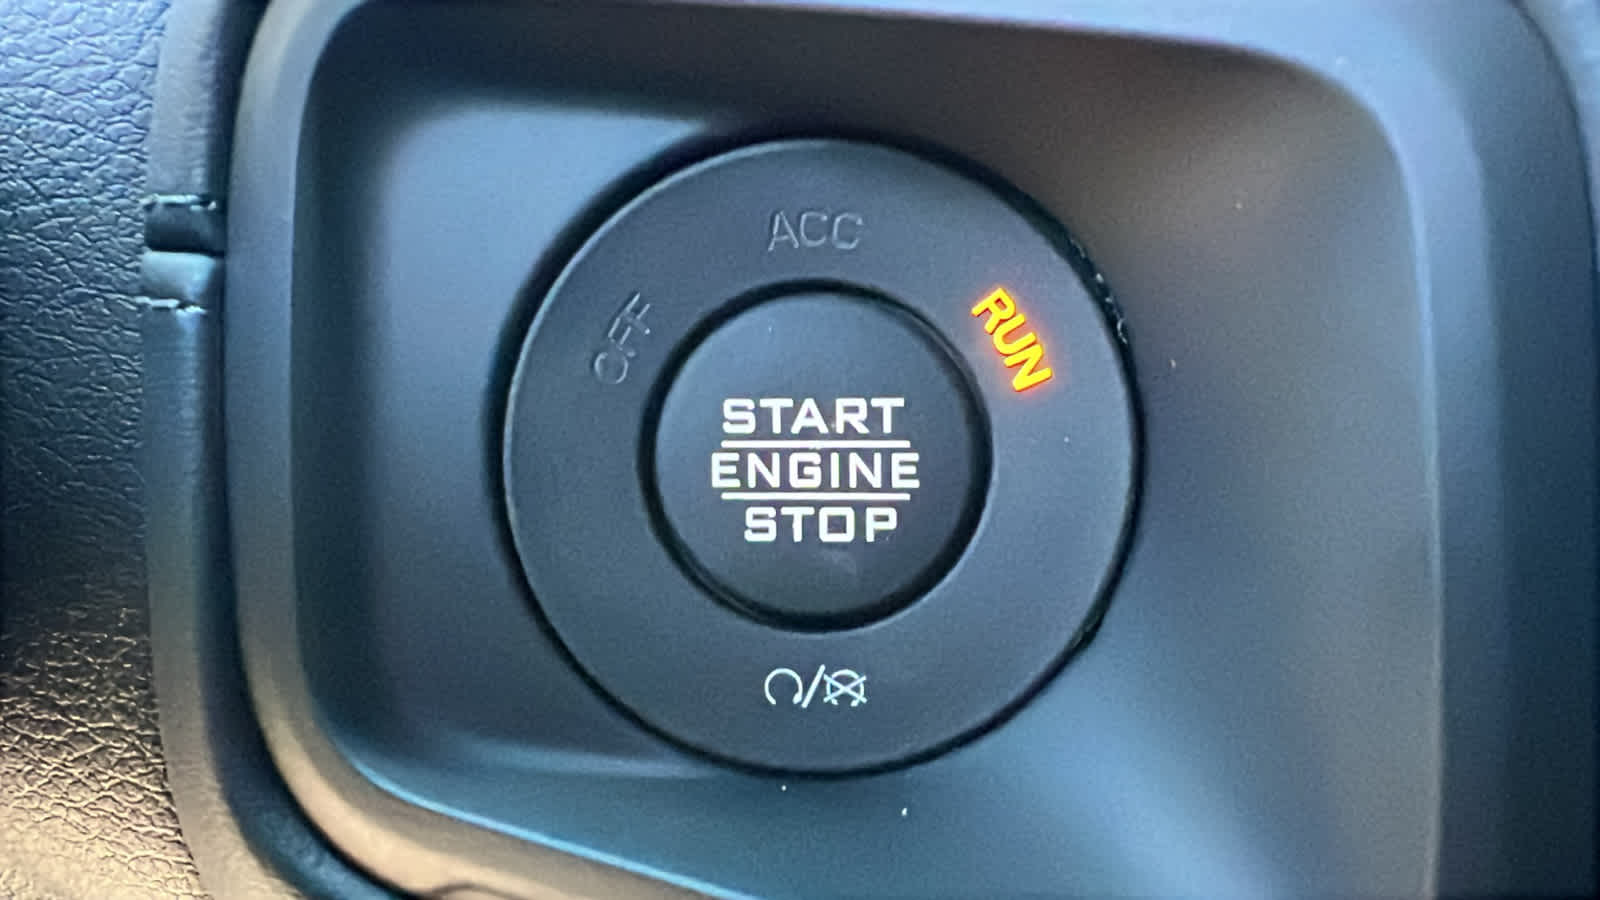 ACC
OFF
RUN
START
ENGINE
STOP